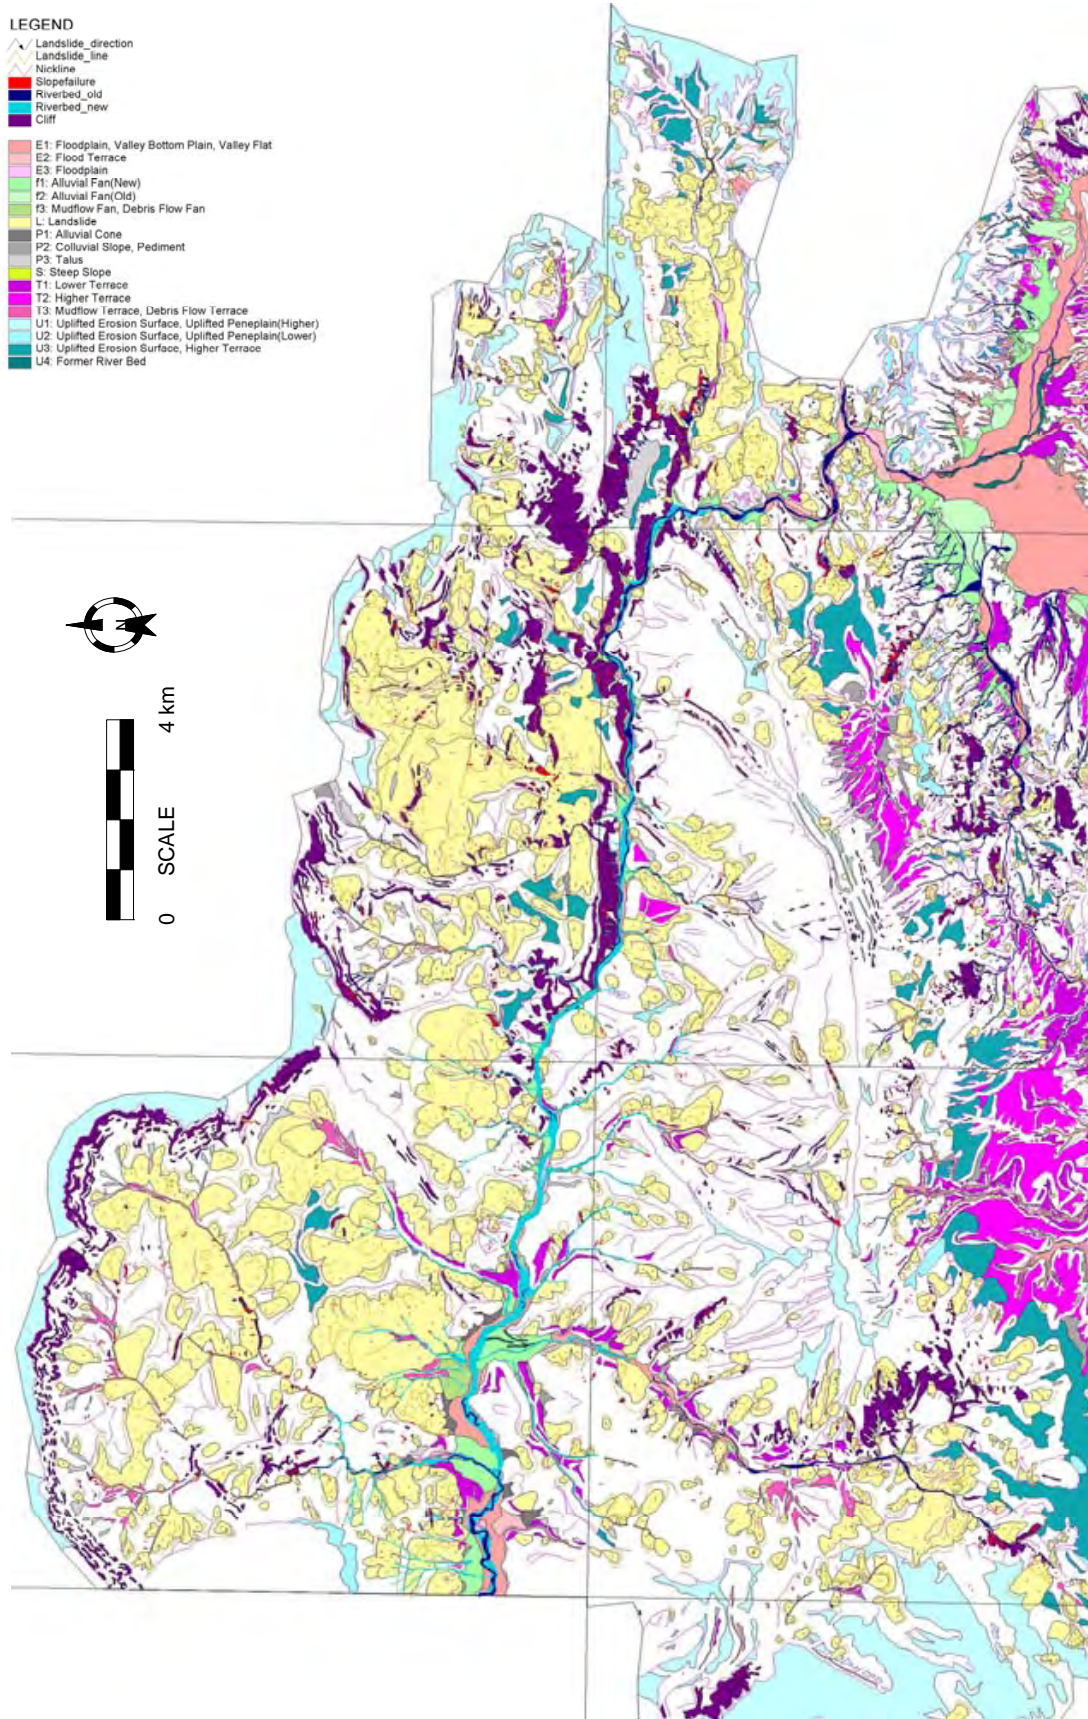 LEGEND
Landslide_direction
Landslide_line
Nickline
Slopefailure
Riverbed_old
Riverbed_new
Cliff
E1: Floodplain, Valley Bottom Plain, Valley Flat
E2: Flood Terrace
E3: Floodplain
f1: Alluvial Fan(New)
f2: Alluvial Fan(Old)
f3: Mudflow Fan, Debris Flow Fan
L: Landslide
P1: Alluvial Cone
P2: Colluvial Slope, Pediment
P3: Talus
S: Steep Slope
T1: Lower Terrace
T2: Higher Terrace
T3: Mudflow Terrace, Debris Flow Terrace
U1: Uplifted Erosion Surface, Uplifted Peneplain(Higher)
U2: Uplifted Erosion Surface, Uplifted Peneplain(Lower)
U3: Uplifted Erosion Surface, Higher Terrace
U4: Former River Bed
N
0 SCALE 4 km